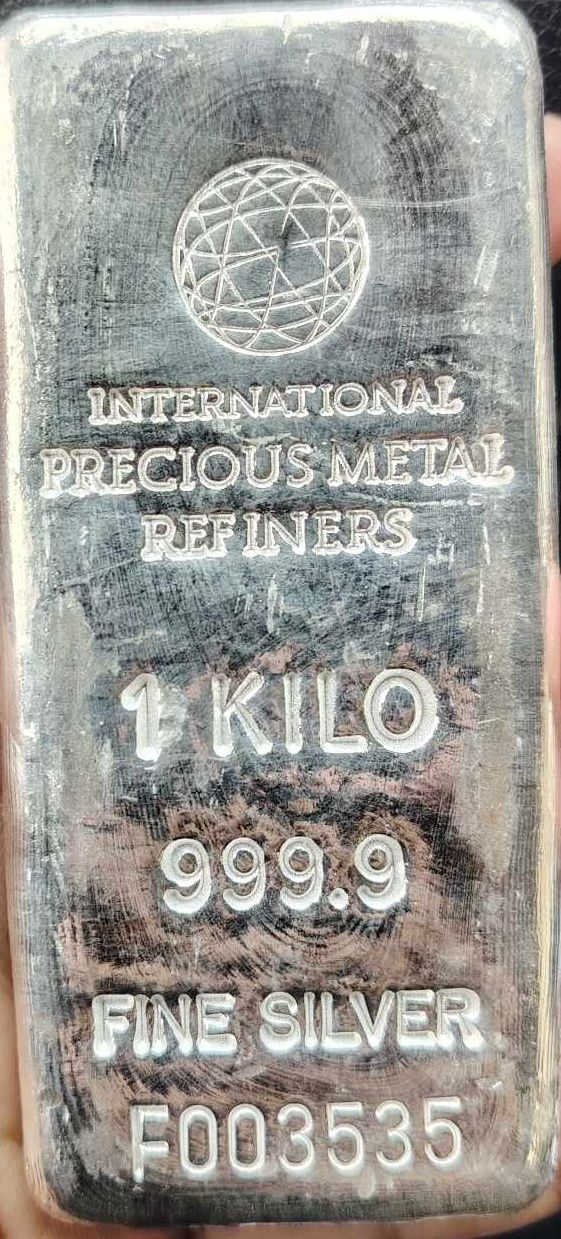 INTERNATIONAL
PRECIOUS METAL
REFINERS
1 KILO
999.9
FINE SILVER
F003535